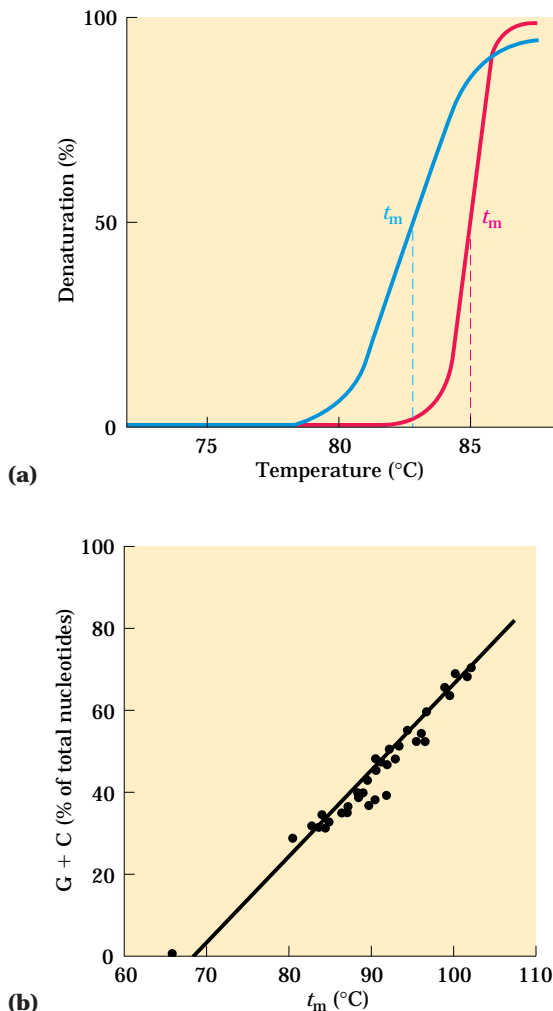 100
Denaturation (%)
50
tm
tm
0
75
80
85
Temperature (°C)
(a)
100
80
60
40
20
0
G + C (% of total nucleotides)
60
70
80
90
100
110
tm (°C)
(b)